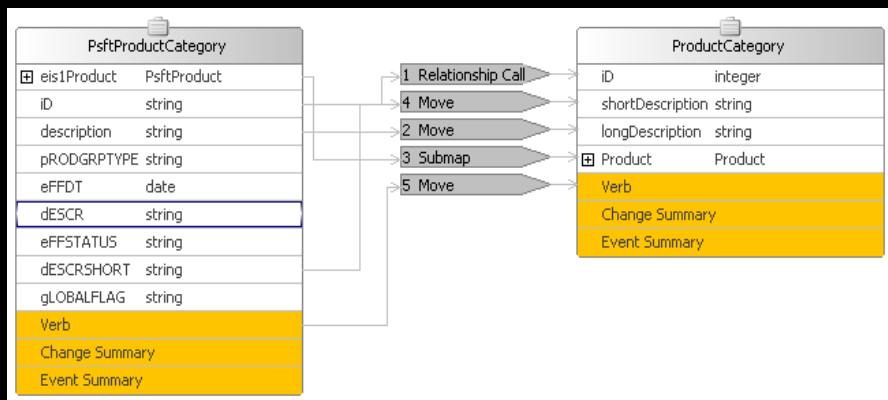 PsftProductCategory
eis1Product PsftProduct
iD string
description string
pRODGRPTYPE string
eFFDT date
dESCR string
eFFSTATUS string
dESCRSHORT string
gLOBALFLAG string
Verb
Change Summary
Event Summary
1 Relationship Call
4 Move
2 Move
3 Submap
5 Move
ProductCategory
iD integer
shortDescription string
longDescription string
Product Product
Verb
Change Summary
Event Summary